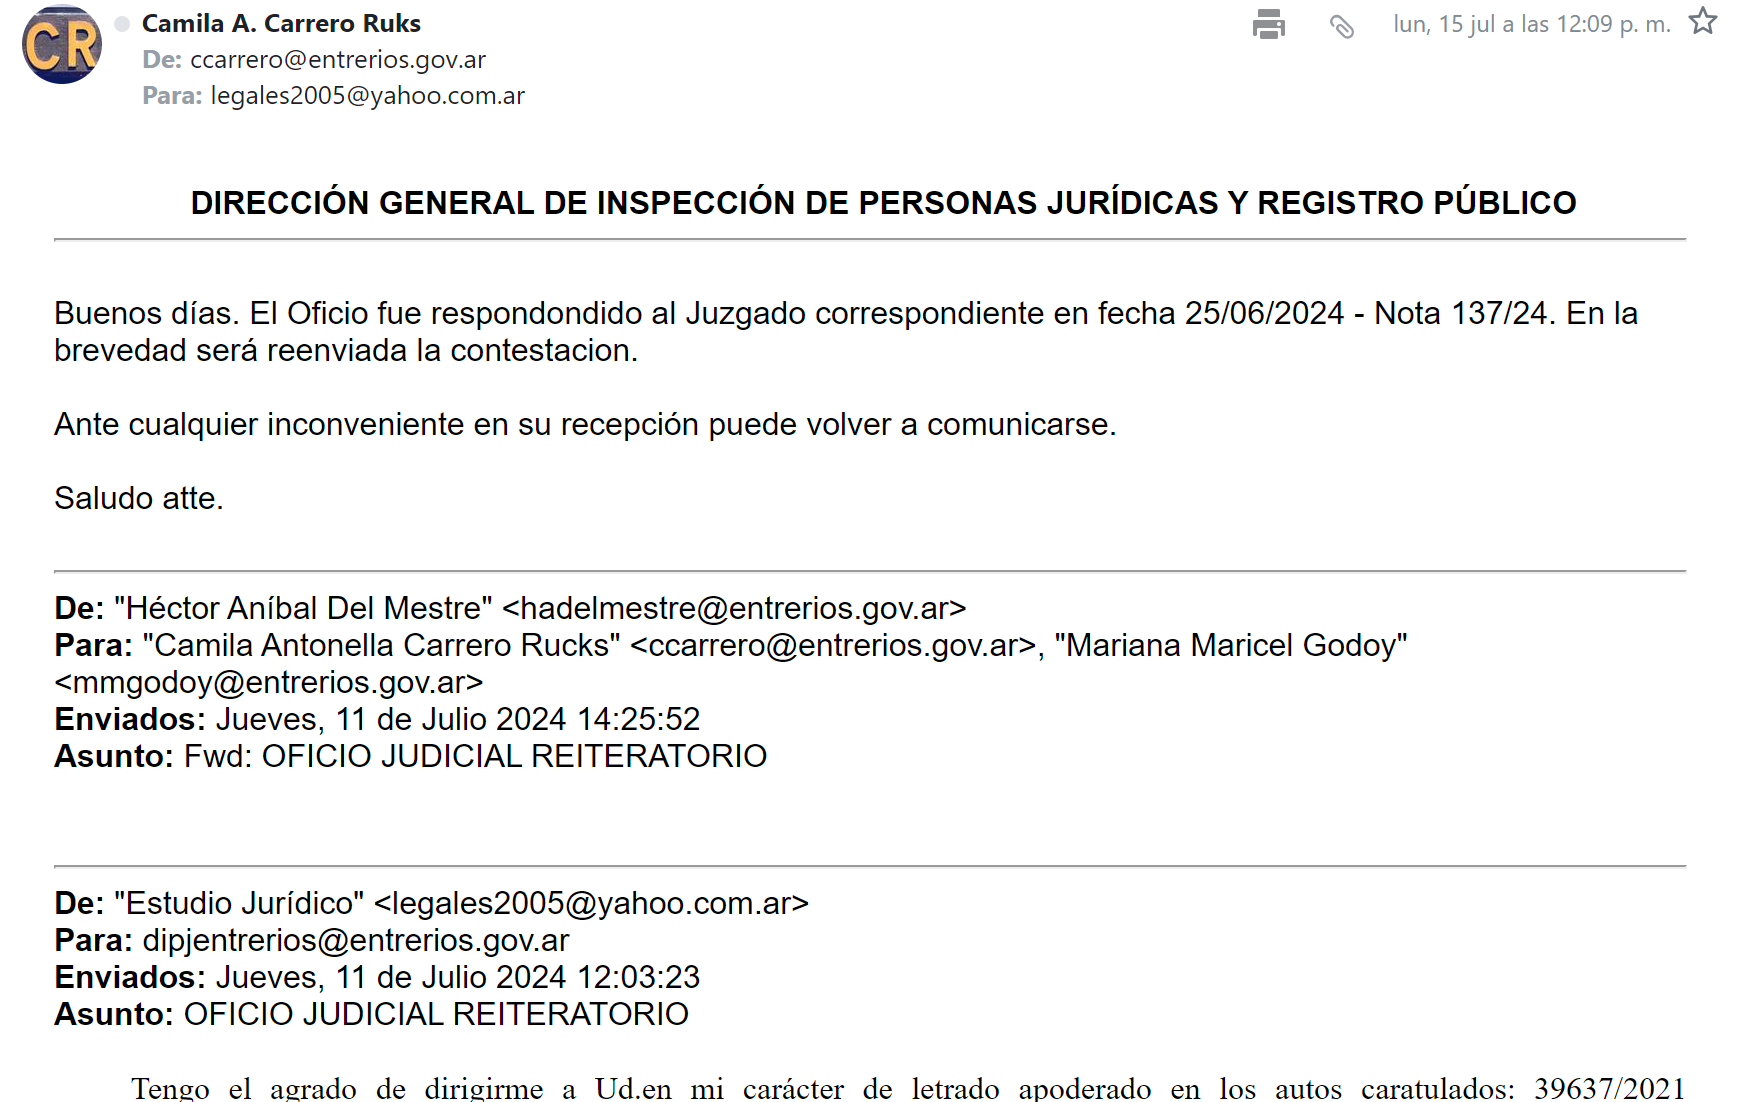 CR
Camila A. Carrero Ruks
lun, 15 jul a las 12:09 p. m.
De: ccarrero@entrerios.gov.ar
Para: legales2005@yahoo.com.ar
DIRECCIÓN GENERAL DE INSPECCIÓN DE PERSONAS JURÍDICAS Y REGISTRO PÚBLICO
Buenos días. El Oficio fue respondondido al Juzgado correspondiente en fecha 25/06/2024 - Nota 137/24. En la
brevedad será reenviada la contestacion.
Ante cualquier inconveniente en su recepción puede volver a comunicarse.
Saludo atte.
De: "Héctor Aníbal Del Mestre" <hadelmestre@entrerios.gov.ar>
Para: "Camila Antonella Carrero Rucks" <ccarrero@entrerios.gov.ar>, "Mariana Maricel Godoy"
<mmgodoy@entrerios.gov.ar>
Enviados: Jueves, 11 de Julio 2024 14:25:52
Asunto: Fwd: OFICIO JUDICIAL REITERATORIO
De: "Estudio Jurídico" <legales2005@yahoo.com.ar>
Para: dipjentrerios@entrerios.gov.ar
Enviados: Jueves, 11 de Julio 2024 12:03:23
Asunto: OFICIO JUDICIAL REITERATORIO
Tengo el agrado de dirigirme a Ud.en mi carácter de letrado apoderado en los autos caratulados: 39637/2021